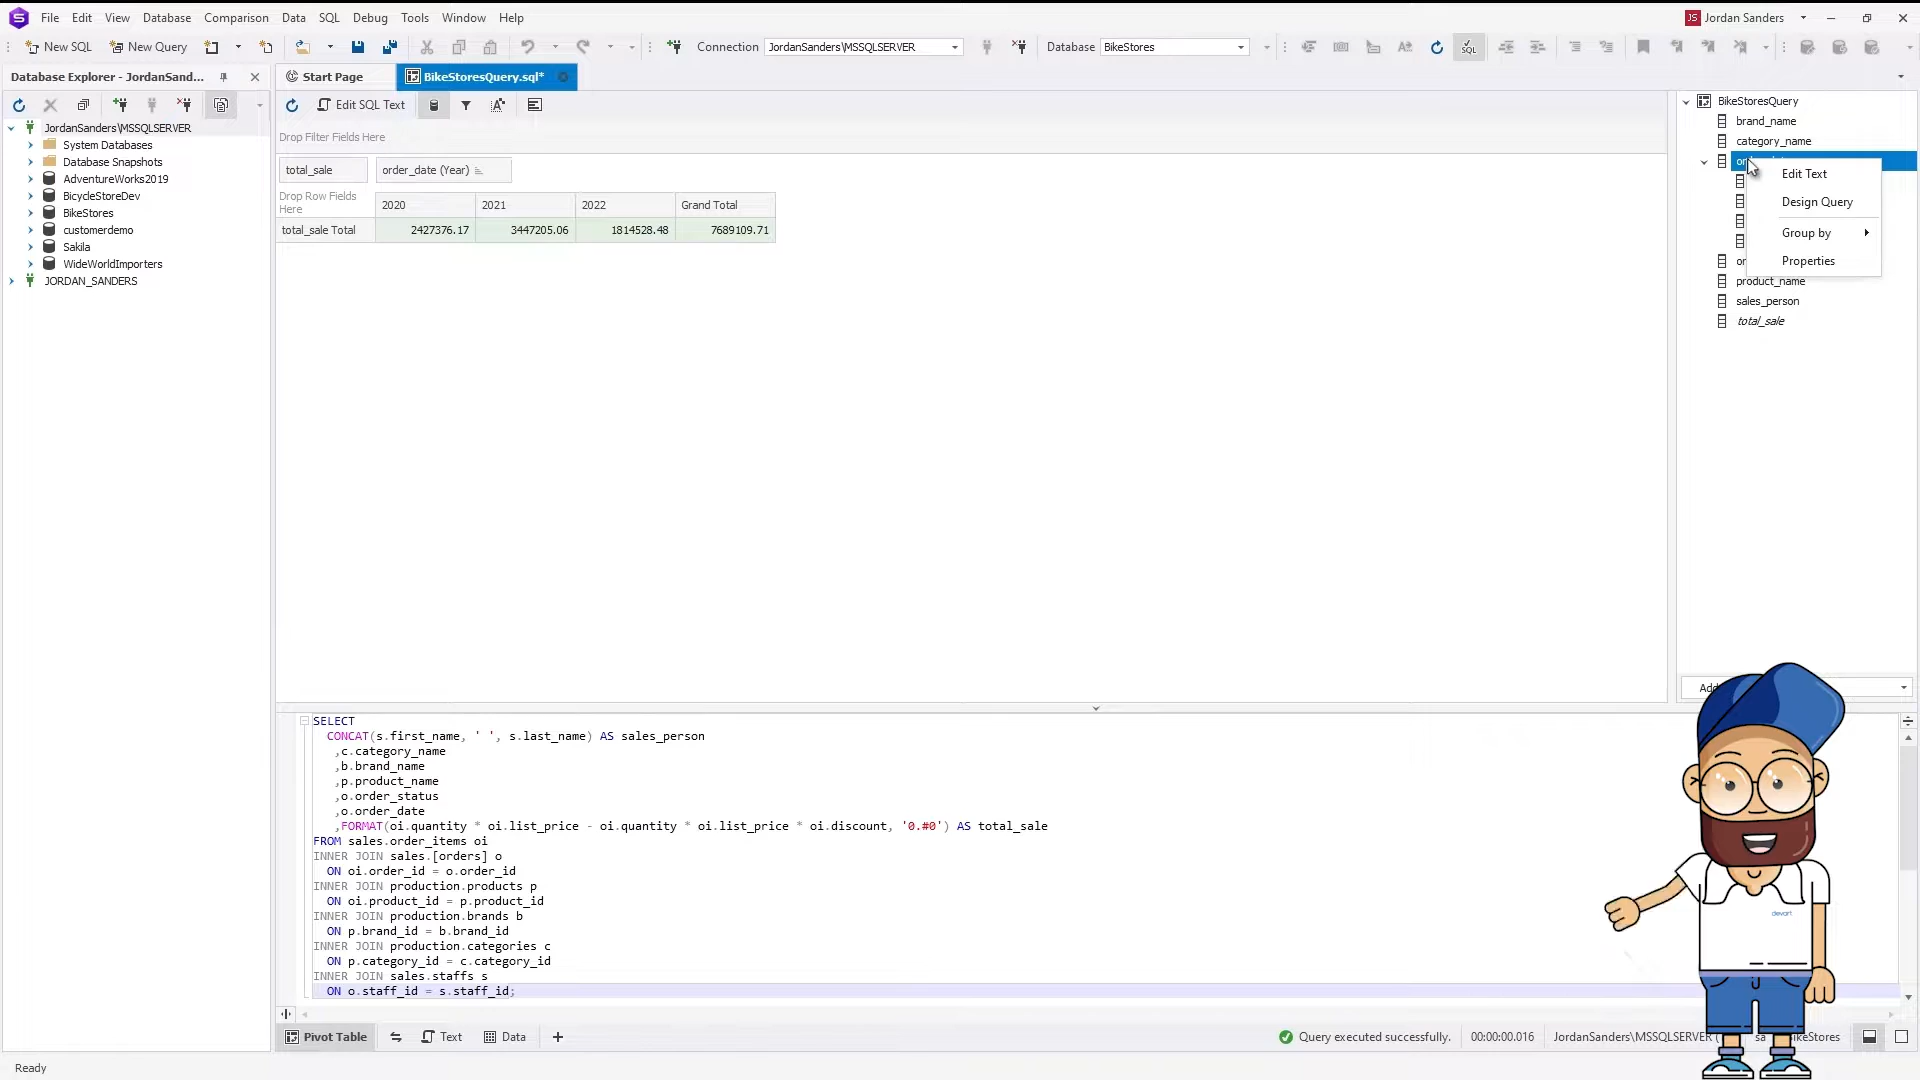 File Edit View Database Comparison Data SQL Debug Tools Window Help
JS Jordan Sanders
New SQL New Query Connection JordanSanders\MSSQLSERVER Database BikeStores
Database Explorer - JordanSand...
Start Page BikeStoresQuery.sql*
Edit SQL Text
JordanSanders\MSSQLSERVER
System Databases
Database Snapshots
AdventureWorks2019
BicycleStoreDev
BikeStores
customerdemo
Sakila
WideWorldImporters
JORDAN_SANDERS
Drop Filter Fields Here
total_sale order_date (Year)
Drop Row Fields
Here
2020 2021 2022 Grand Total
total_sale Total 2427376.17 3447205.06 1814528.48 7689109.71
BikeStoresQuery
brand_name
category_name
Edit Text
Design Query
Group by
Properties
product_name
sales_person
total_sale
SELECT
CONCAT(s.first_name, ' ', s.last_name) AS sales_person
,c.category_name
,b.brand_name
,p.product_name
,o.order_status
,o.order_date
,FORMAT(oi.quantity * oi.list_price - oi.quantity * oi.list_price * oi.discount, '0.#0') AS total_sale
FROM sales.order_items oi
INNER JOIN sales.[orders] o
ON oi.order_id = o.order_id
INNER JOIN production.products p
ON oi.product_id = p.product_id
INNER JOIN production.brands b
ON p.brand_id = b.brand_id
INNER JOIN production.categories c
ON p.category_id = c.category_id
INNER JOIN sales.staffs s
ON o.staff_id = s.staff_id;
devart
Pivot Table Text Data
Query executed successfully. 00:00:00.016 JordanSanders\MSSQLSERVER ( sa BikeStores
Ready